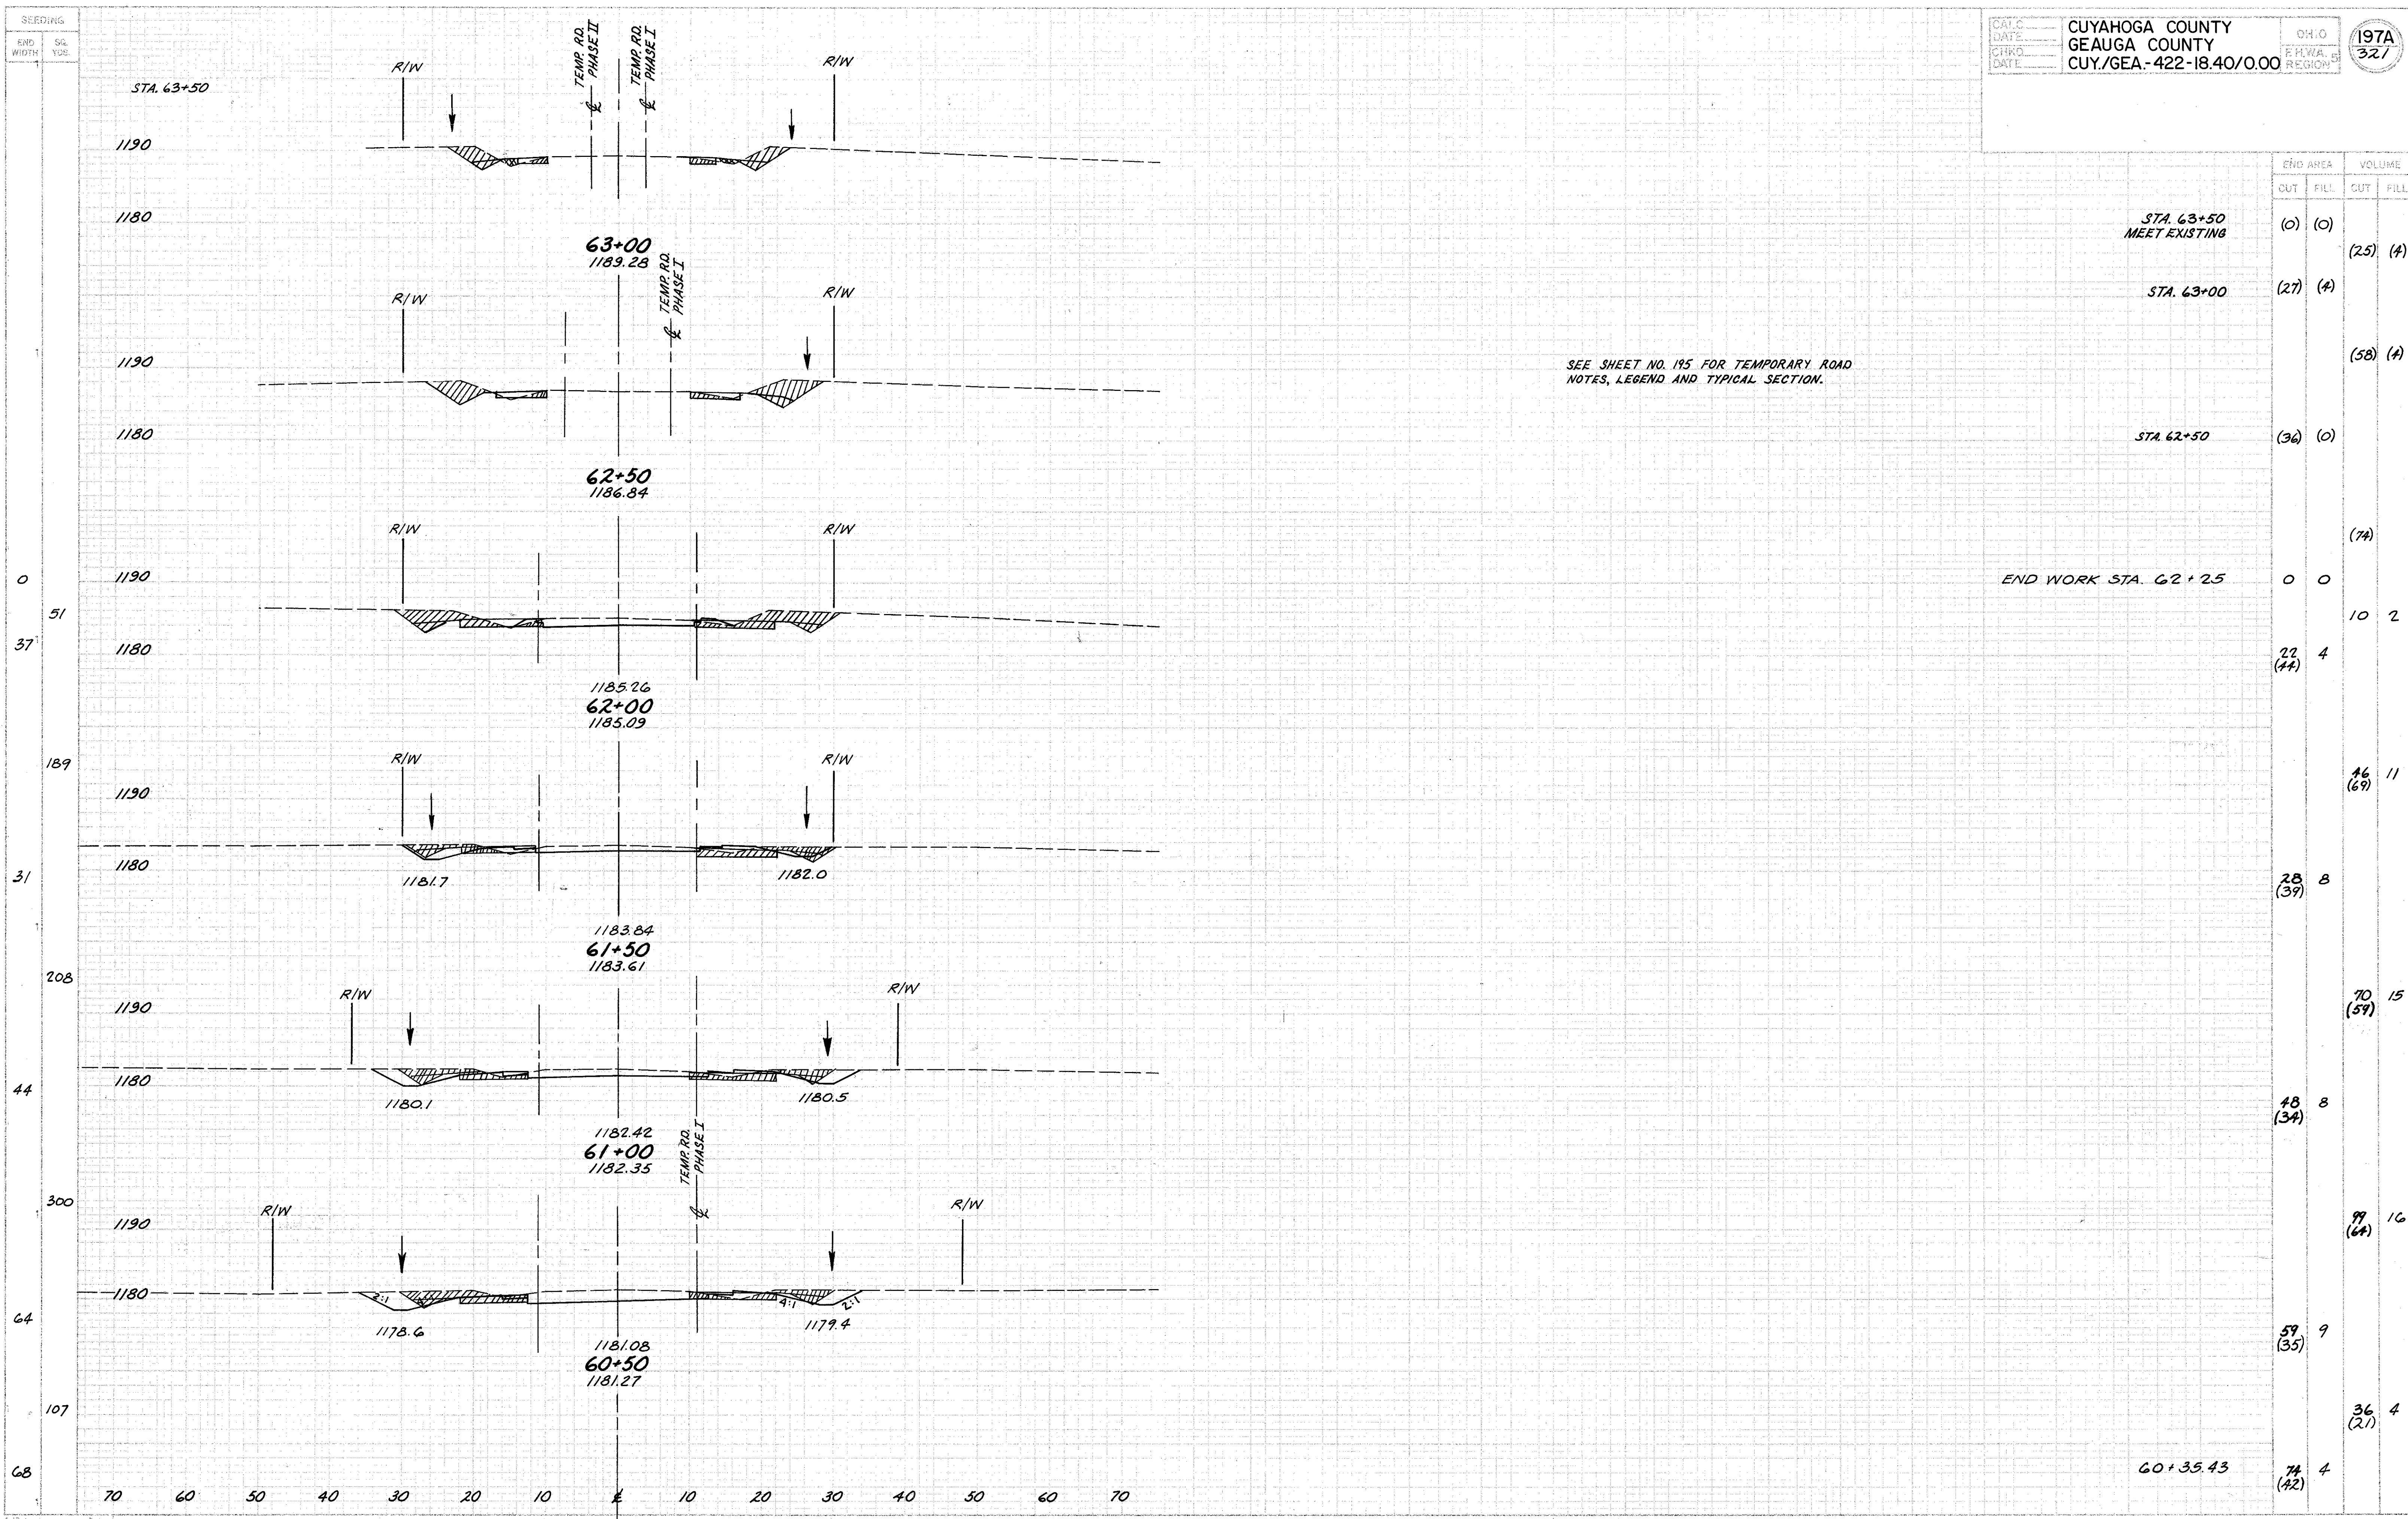 SEEDING
END WIDTH
SQ. YDS.
CALC.
DATE
CHKD.
DATE
CUYAHOGA COUNTY
GEAUGA COUNTY
CUY./GEA.-422-18.40/0.00
OHIO
F.H.W.A. 5
REGION
197A
321
END AREA
VOLUME
CUT FILL CUT FILL
TEMP. RD. PHASE II
TEMP. RD. PHASE I
R/W
R/W
STA. 63+50
1190
1180
STA. 63+50
MEET EXISTING
(0) (0)
(25) (4)
63+00
1189.28
TEMP. RD. PHASE I
R/W
R/W
STA. 63+00
(27) (4)
1190
(58) (4)
SEE SHEET NO. 195 FOR TEMPORARY ROAD
NOTES, LEGEND AND TYPICAL SECTION.
1180
STA. 62+50
(36) (0)
62+50
1186.84
R/W
R/W
(74)
0
1190
END WORK STA. 62+25
0 0
51
10 2
37
1180
22 4
(44)
1185.26
62+00
1185.09
R/W
R/W
189
46 11
(69)
1190
1180
31
1181.7
1182.0
28 8
(39)
1183.84
61+50
1183.61
208
R/W
R/W
1190
70 15
(59)
1180
44
1180.1
1180.5
48 8
(34)
1182.42
61+00
1182.35
TEMP. RD. PHASE I
300
R/W
R/W
1190
99 16
(64)
1180
2:1
4:1
2:1
64
1178.6
1179.4
59 9
(35)
1181.08
60+50
1181.27
107
36 4
(21)
68
60+35.43
74 4
(42)
70 60 50 40 30 20 10 ℄ 10 20 30 40 50 60 70